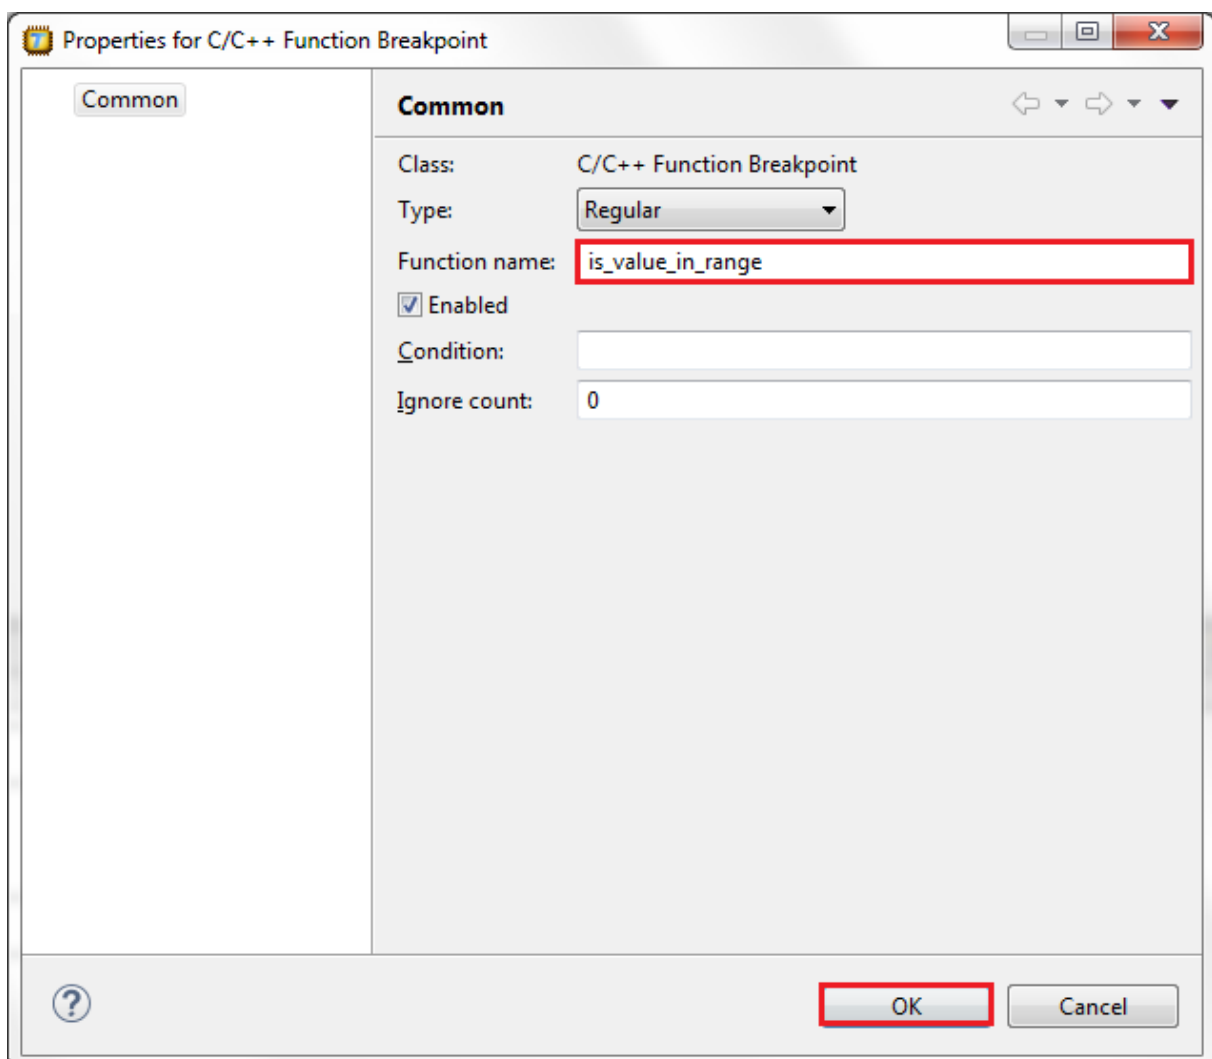 Properties for C/C++ Function Breakpoint
Common
Common
Class: C/C++ Function Breakpoint
Type: Regular
Function name: is_value_in_range
Enabled
Condition:
Ignore count: 0
OK Cancel